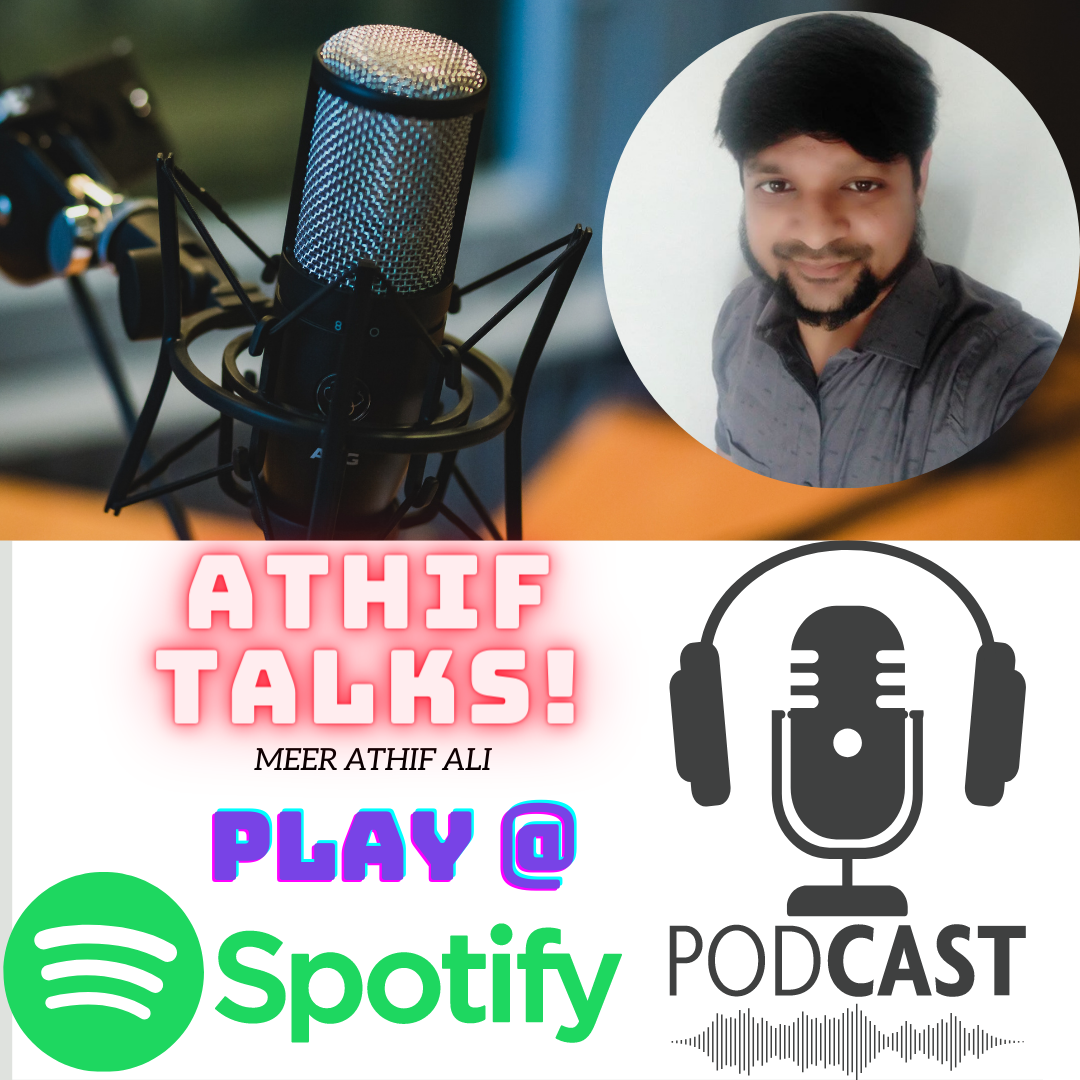 ATHIF
TALKS!
MEER ATHIF ALI
PLAY @
Spotify
PODCAST